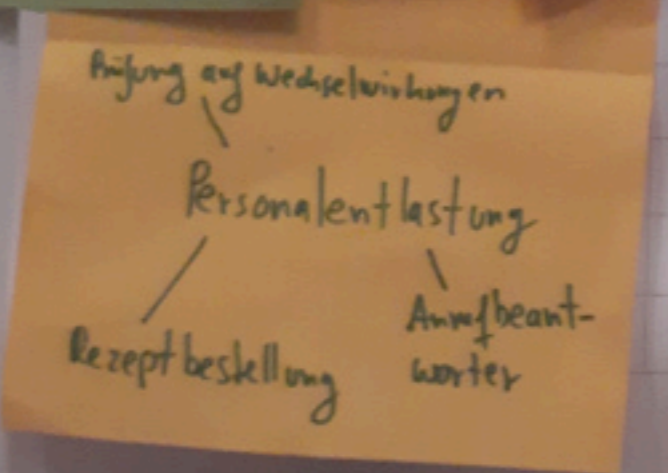 Prüfung auf Wechselwirkungen
Personalentlastung
Rezeptbestellung
Anrufbeant-
worter